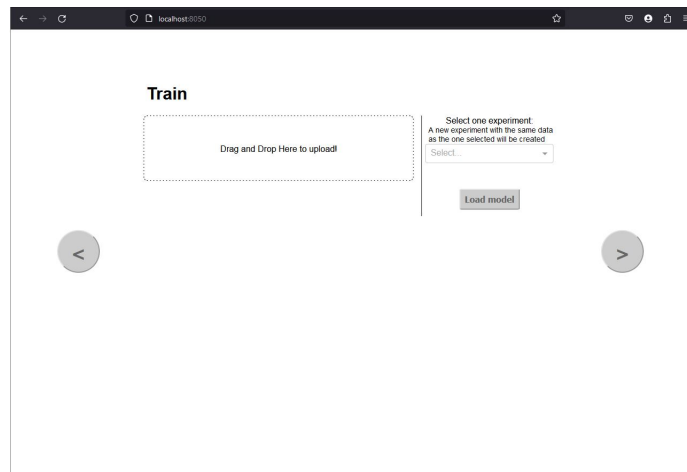 localhost:8050
Train
Drag and Drop Here to upload!
Select one experiment:
A new experiment with the same data
as the one selected will be created
Select...
Load model
<
>